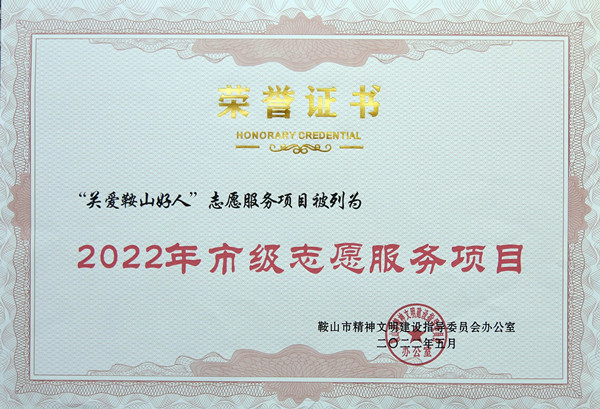 荣誉证书
HONORARY CREDENTIAL
“关爱鞍山好人”志愿服务项目被列为
2022年市级志愿服务项目
鞍山市精神文明建设指导委员会办公室
二〇二二年五月
办公室